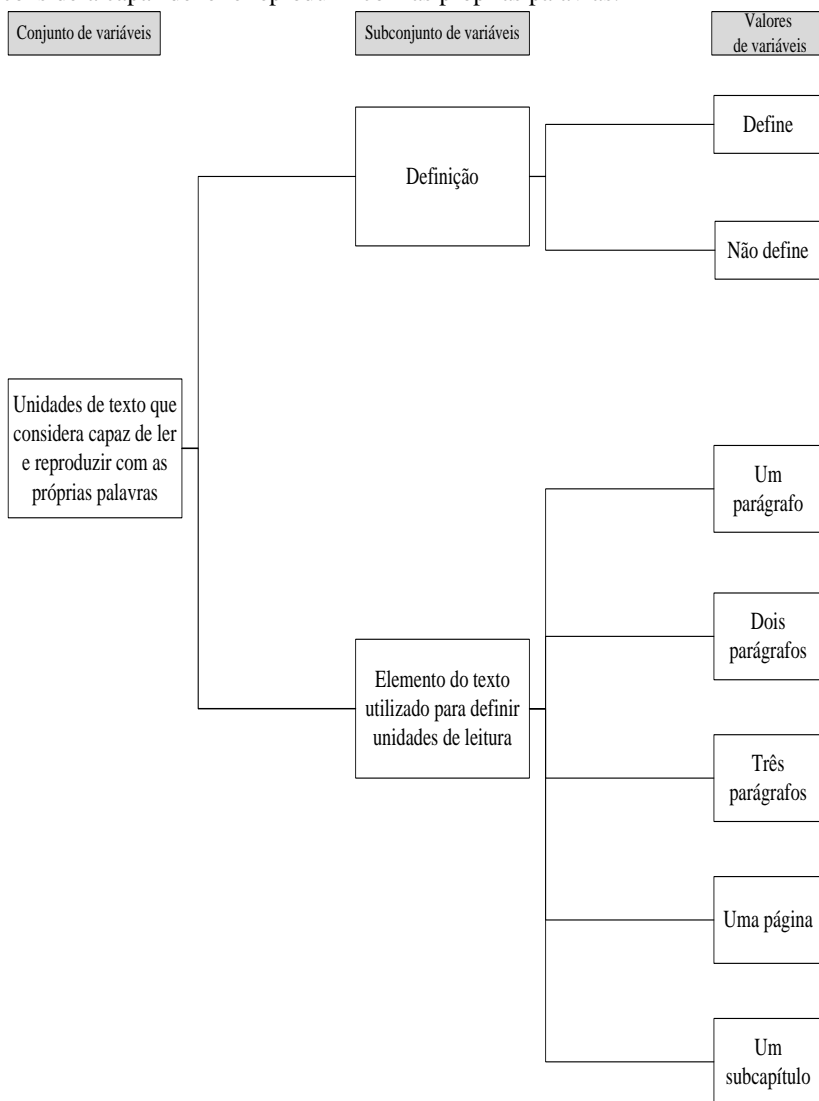 Conjunto de variáveis
Subconjunto de variáveis
Valores
de variáveis
Define
Definição
Não define
Unidades de texto que
considera capaz de ler
e reproduzir com as
próprias palavras
Um
parágrafo
Dois
parágrafos
Elemento do texto
utilizado para definir
unidades de leitura
Três
parágrafos
Uma página
Um
subcapítulo